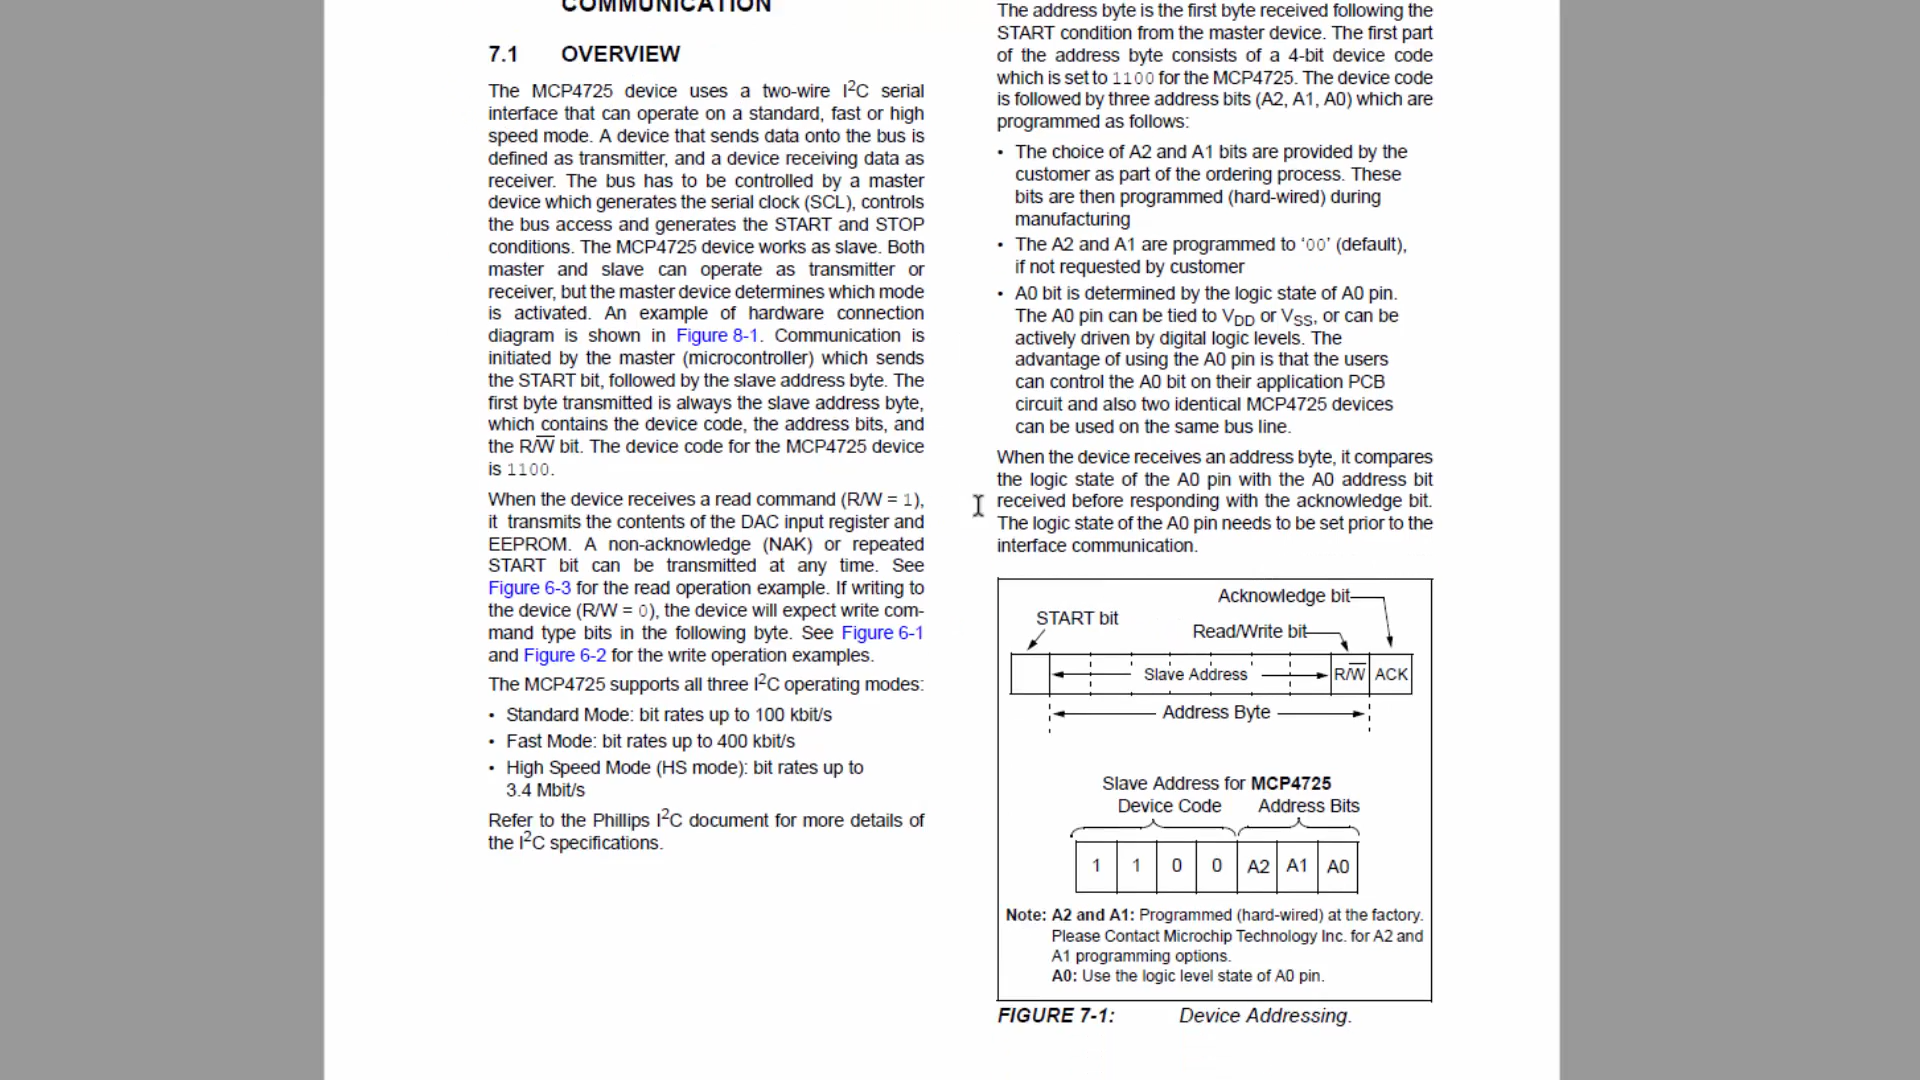 COMMUNICATION
7.1 OVERVIEW
The MCP4725 device uses a two-wire I2C serial
interface that can operate on a standard, fast or high
speed mode. A device that sends data onto the bus is
defined as transmitter, and a device receiving data as
receiver. The bus has to be controlled by a master
device which generates the serial clock (SCL), controls
the bus access and generates the START and STOP
conditions. The MCP4725 device works as slave. Both
master and slave can operate as transmitter or
receiver, but the master device determines which mode
is activated. An example of hardware connection
diagram is shown in Figure 8-1. Communication is
initiated by the master (microcontroller) which sends
the START bit, followed by the slave address byte. The
first byte transmitted is always the slave address byte,
which contains the device code, the address bits, and
the R/W bit. The device code for the MCP4725 device
is 1100.
When the device receives a read command (R/W = 1),
it transmits the contents of the DAC input register and
EEPROM. A non-acknowledge (NAK) or repeated
START bit can be transmitted at any time. See
Figure 6-3 for the read operation example. If writing to
the device (R/W = 0), the device will expect write com-
mand type bits in the following byte. See Figure 6-1
and Figure 6-2 for the write operation examples.
The MCP4725 supports all three I2C operating modes:
• Standard Mode: bit rates up to 100 kbit/s
• Fast Mode: bit rates up to 400 kbit/s
• High Speed Mode (HS mode): bit rates up to
3.4 Mbit/s
Refer to the Phillips I2C document for more details of
the I2C specifications.
The address byte is the first byte received following the
START condition from the master device. The first part
of the address byte consists of a 4-bit device code
which is set to 1100 for the MCP4725. The device code
is followed by three address bits (A2, A1, A0) which are
programmed as follows:
• The choice of A2 and A1 bits are provided by the
customer as part of the ordering process. These
bits are then programmed (hard-wired) during
manufacturing
• The A2 and A1 are programmed to ‘00’ (default),
if not requested by customer
• A0 bit is determined by the logic state of A0 pin.
The A0 pin can be tied to VDD or VSS, or can be
actively driven by digital logic levels. The
advantage of using the A0 pin is that the users
can control the A0 bit on their application PCB
circuit and also two identical MCP4725 devices
can be used on the same bus line.
When the device receives an address byte, it compares
the logic state of the A0 pin with the A0 address bit
received before responding with the acknowledge bit.
The logic state of the A0 pin needs to be set prior to the
interface communication.
Acknowledge bit
START bit
Read/Write bit
Slave Address R/W ACK
Address Byte
Slave Address for MCP4725
Device Code Address Bits
1 1 0 0 A2 A1 A0
Note: A2 and A1: Programmed (hard-wired) at the factory.
Please Contact Microchip Technology Inc. for A2 and
A1 programming options.
A0: Use the logic level state of A0 pin.
FIGURE 7-1: Device Addressing.